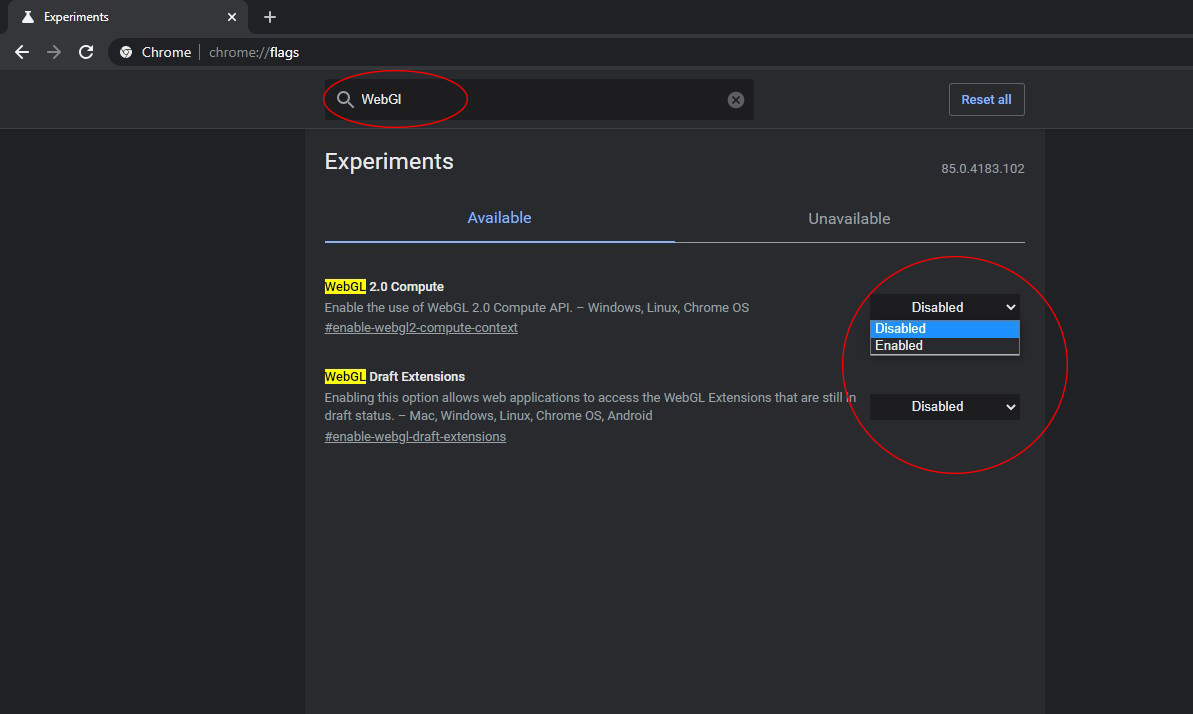 Experiments
Chrome chrome://flags
WebGl
Reset all
Experiments
85.0.4183.102
Available
Unavailable
WebGL 2.0 Compute
Enable the use of WebGL 2.0 Compute API. – Windows, Linux, Chrome OS
#enable-webgl2-compute-context
Disabled
Disabled
Enabled
WebGL Draft Extensions
Enabling this option allows web applications to access the WebGL Extensions that are still in
draft status. – Mac, Windows, Linux, Chrome OS, Android
#enable-webgl-draft-extensions
Disabled